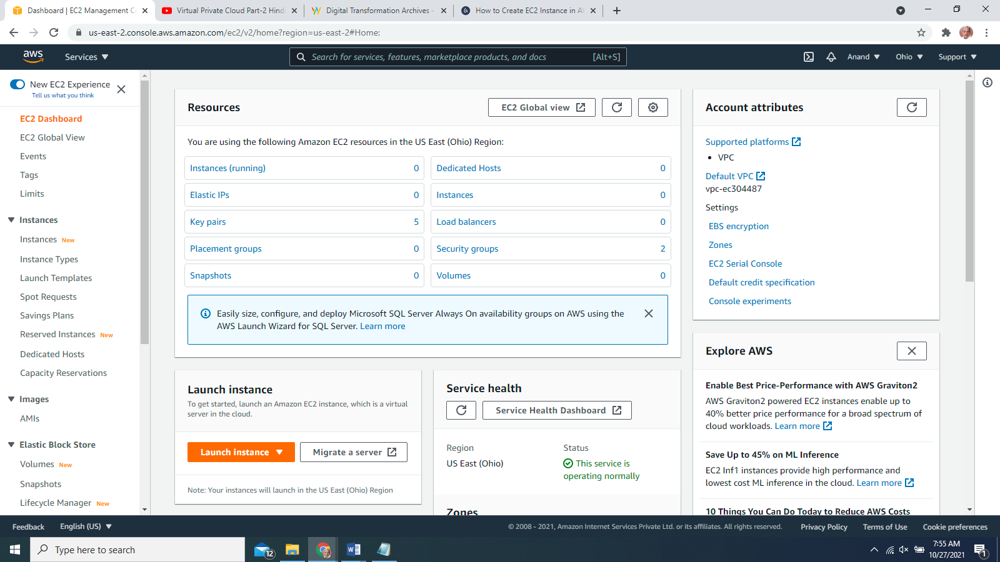 Dashboard | EC2 Management C
Virtual Private Cloud Part-2 Hindi
Digital Transformation Archives -
How to Create EC2 Instance in AW
us-east-2.console.aws.amazon.com/ec2/v2/home?region=us-east-2#Home:
aws
Services
Search for services, features, marketplace products, and docs [Alt+S]
Anand
Ohio
Support
New EC2 Experience
Tell us what you think
EC2 Dashboard
EC2 Global View
Events
Tags
Limits
Instances
Instances New
Instance Types
Launch Templates
Spot Requests
Savings Plans
Reserved Instances New
Dedicated Hosts
Capacity Reservations
Images
AMIs
Elastic Block Store
Volumes New
Snapshots
Lifecycle Manager New
Resources
EC2 Global view
You are using the following Amazon EC2 resources in the US East (Ohio) Region:
Instances (running) 0
Dedicated Hosts 0
Elastic IPs 0
Instances 0
Key pairs 5
Load balancers 0
Placement groups 0
Security groups 2
Snapshots 0
Volumes 0
Easily size, configure, and deploy Microsoft SQL Server Always On availability groups on AWS using the
AWS Launch Wizard for SQL Server. Learn more
Launch instance
To get started, launch an Amazon EC2 instance, which is a virtual
server in the cloud.
Launch instance
Migrate a server
Note: Your instances will launch in the US East (Ohio) Region
Service health
Service Health Dashboard
Region
US East (Ohio)
Status
This service is
operating normally
Zones
Account attributes
Supported platforms
• VPC
Default VPC
vpc-ec304487
Settings
EBS encryption
Zones
EC2 Serial Console
Default credit specification
Console experiments
Explore AWS
Enable Best Price-Performance with AWS Graviton2
AWS Graviton2 powered EC2 instances enable up to
40% better price performance for a broad spectrum of
cloud workloads. Learn more
Save Up to 45% on ML Inference
EC2 Inf1 instances provide high performance and
lowest cost ML inference in the cloud. Learn more
10 Things You Can Do Today to Reduce AWS Costs
Feedback
English (US)
© 2008 - 2021, Amazon Internet Services Private Ltd. or its affiliates. All rights reserved.
Privacy Policy
Terms of Use
Cookie preferences
Type here to search
12
7:55 AM
10/27/2021
1